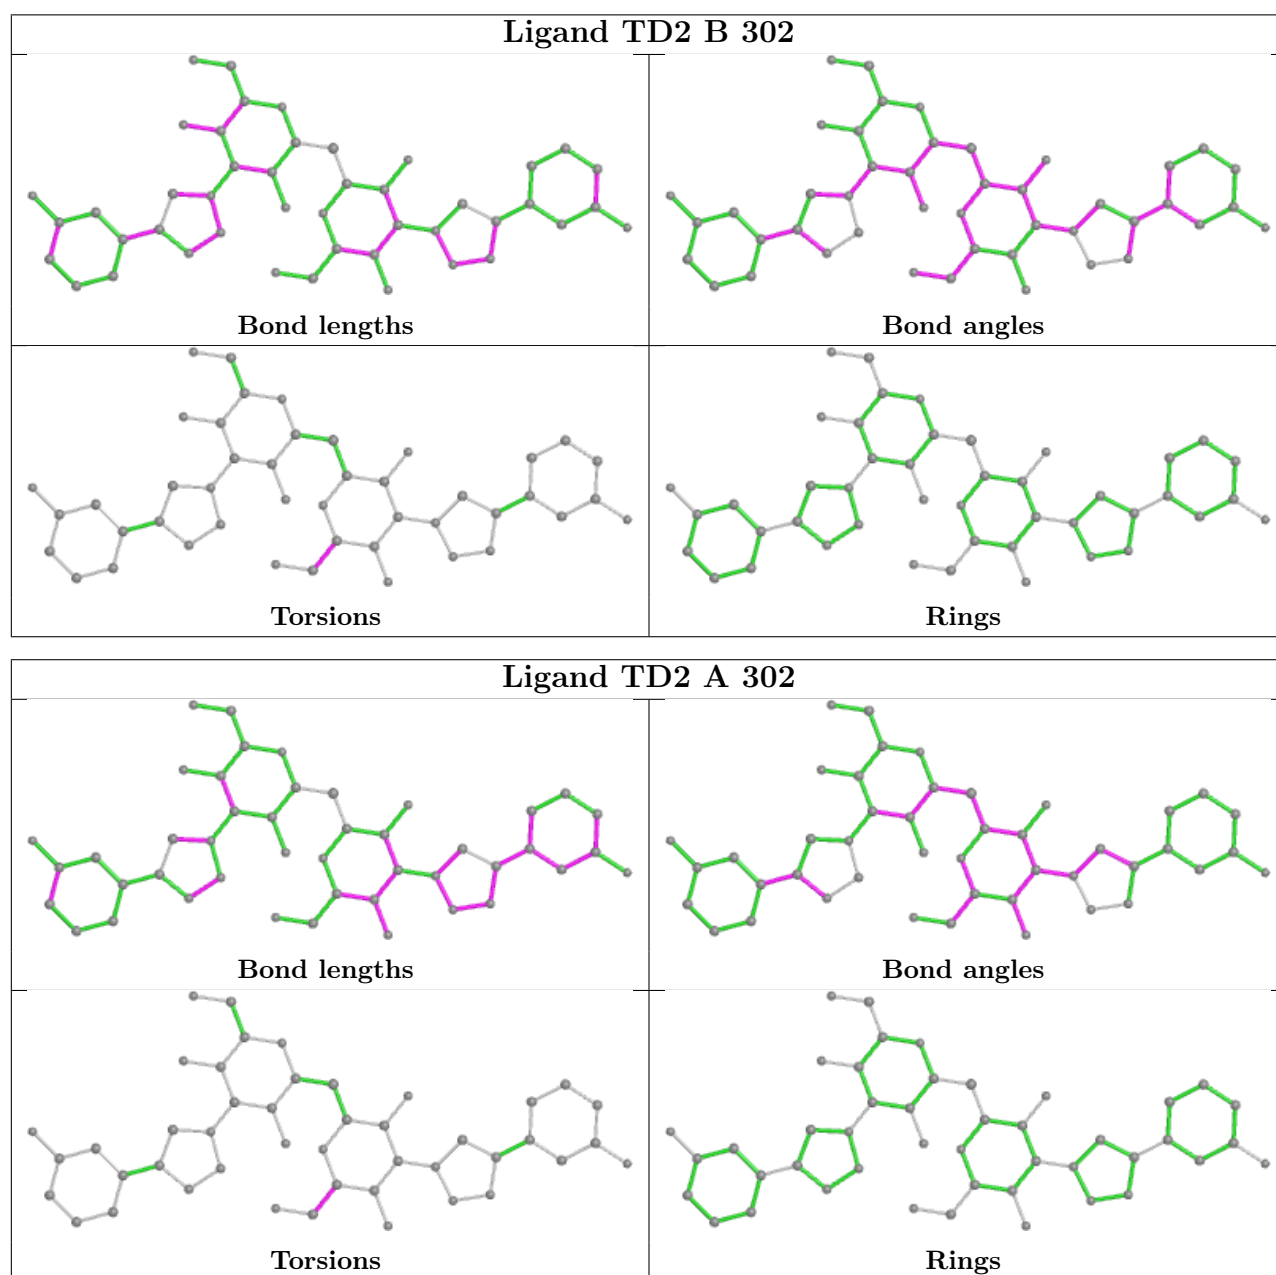 Ligand TD2 B 302
Bond lengths
Bond angles
Torsions
Rings
Ligand TD2 A 302
Bond lengths
Bond angles
Torsions
Rings